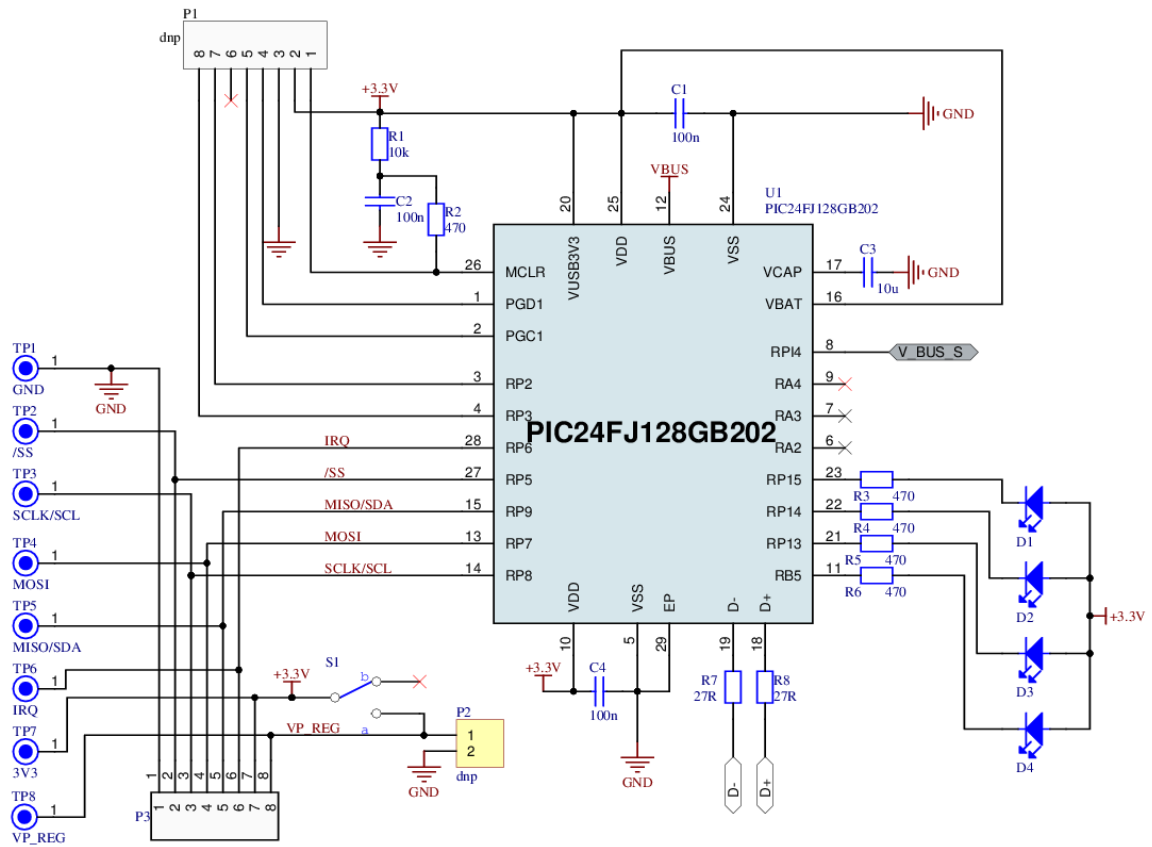 P1
dnp
8 7 6 5 4 3 2 1
+3.3V
R1
10k
C2
100n
R2
470
C1
100n
GND
VBUS
20
25
12
24
U1
PIC24FJ128GB202
VUSB3V3
VDD
VBUS
VSS
26 MCLR
1 PGD1
2 PGC1
3 RP2
4 RP3
IRQ 28 RP6
/SS 27 RP5
MISO/SDA 15 RP9
MOSI 13 RP7
SCLK/SCL 14 RP8
PIC24FJ128GB202
VCAP 17
C3
10u
GND
VBAT 16
RPI4 8 V_BUS_S
RA4 9
RA3 7
RA2 6
RP15 23
R3 470
RP14 22
R4 470
RP13 21
R5 470
RB5 11
R6 470
D1
D2
D3
D4
+3.3V
VDD
VSS
EP
D-
D+
10
5
29
19
18
+3.3V
C4
100n
GND
R7
27R
R8
27R
D-
D+
TP1
1
GND
GND
TP2
1
/SS
TP3
1
SCLK/SCL
TP4
1
MOSI
TP5
1
MISO/SDA
TP6
1
IRQ
TP7
1
3V3
TP8
1
VP_REG
+3.3V
S1
b
a
VP_REG
P2
1
2
dnp
GND
1 2 3 4 5 6 7 8
P3
1 2 3 4 5 6 7 8